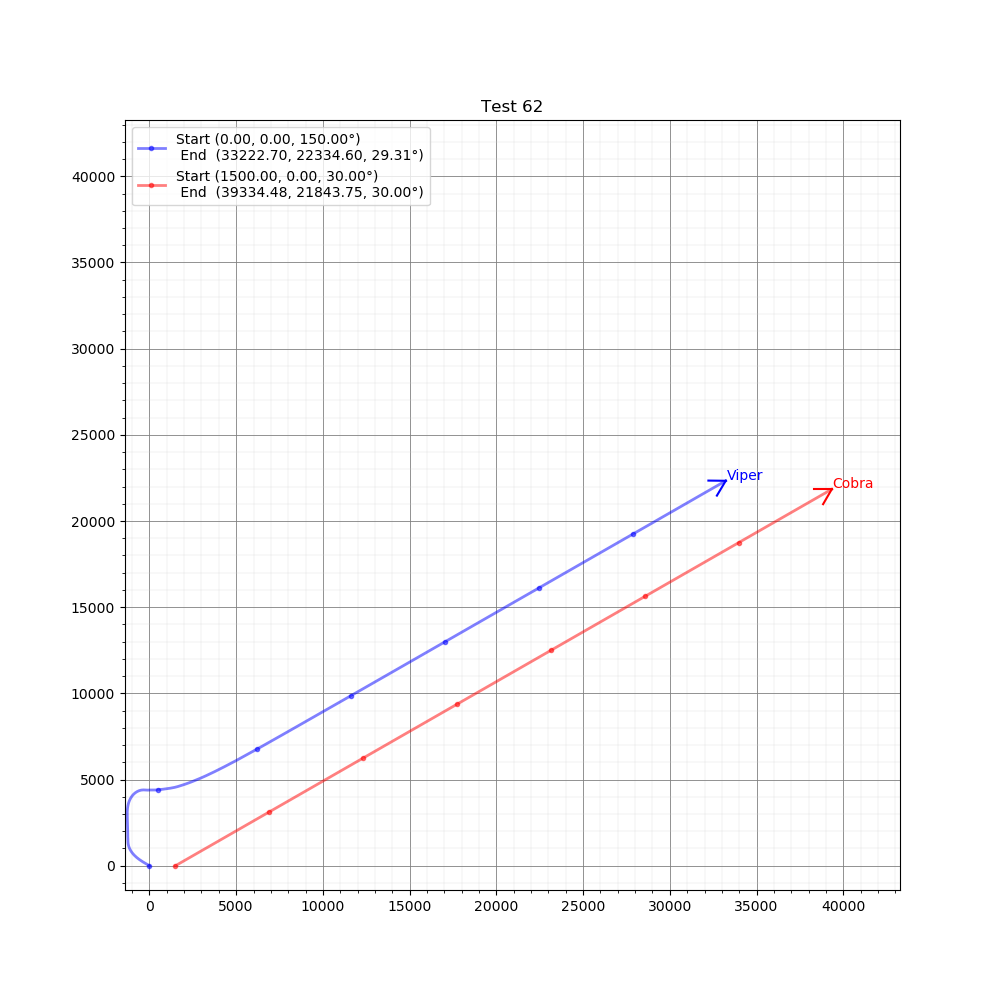 Test 62
Start (0.00, 0.00, 150.00°)
End (33222.70, 22334.60, 29.31°)
Start (1500.00, 0.00, 30.00°)
End (39334.48, 21843.75, 30.00°)
40000
35000
30000
25000
20000
15000
10000
5000
0
Viper
Cobra
0 5000 10000 15000 20000 25000 30000 35000 40000